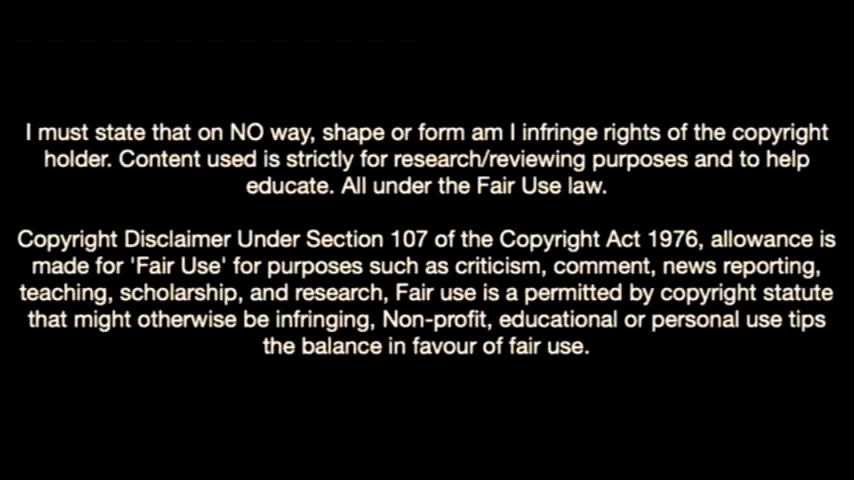 I must state that on NO way, shape or form am I infringe rights of the copyright
holder. Content used is strictly for research/reviewing purposes and to help
educate. All under the Fair Use law.
Copyright Disclaimer Under Section 107 of the Copyright Act 1976, allowance is
made for 'Fair Use' for purposes such as criticism, comment, news reporting,
teaching, scholarship, and research, Fair use is a permitted by copyright statute
that might otherwise be infringing, Non-profit, educational or personal use tips
the balance in favour of fair use.